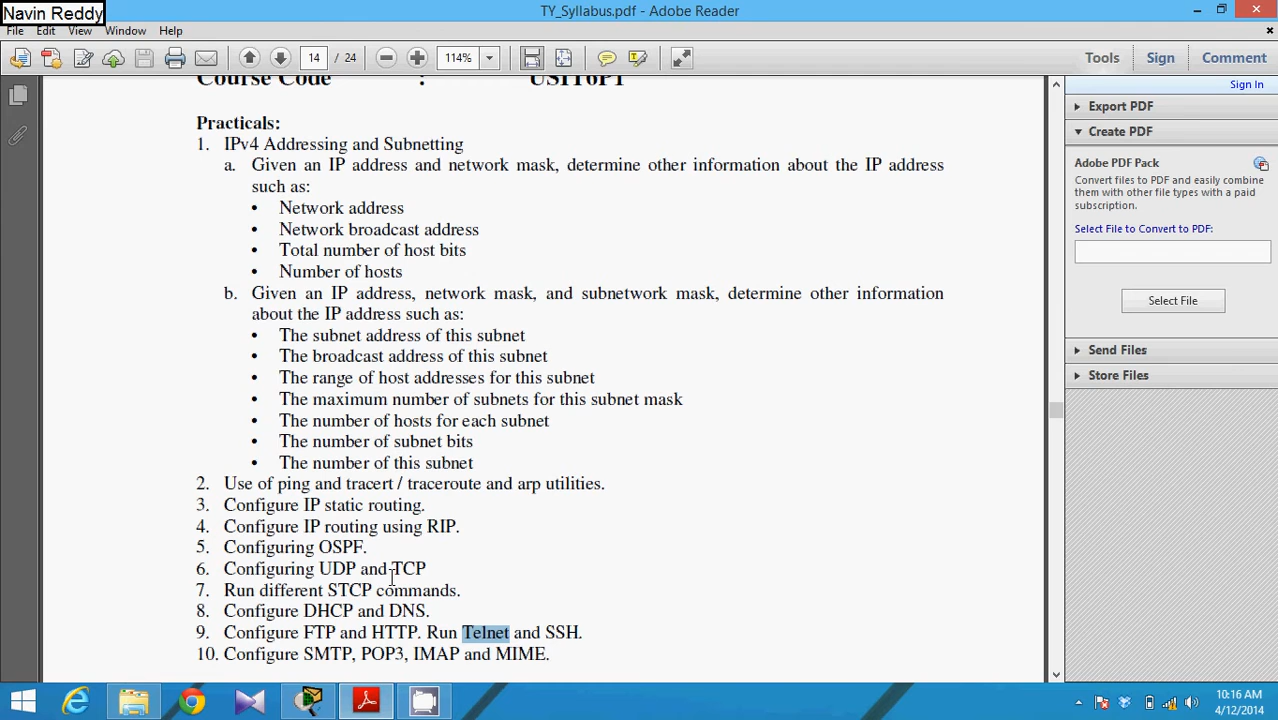 Navin Reddy
TY_Syllabus.pdf - Adobe Reader
File Edit View Window Help
14 / 24 114% Tools Sign Comment
Sign In
Course Code : USIT6P1
Practicals:
1. IPv4 Addressing and Subnetting
a. Given an IP address and network mask, determine other information about the IP address
such as:
• Network address
• Network broadcast address
• Total number of host bits
• Number of hosts
b. Given an IP address, network mask, and subnetwork mask, determine other information
about the IP address such as:
• The subnet address of this subnet
• The broadcast address of this subnet
• The range of host addresses for this subnet
• The maximum number of subnets for this subnet mask
• The number of hosts for each subnet
• The number of subnet bits
• The number of this subnet
2. Use of ping and tracert / traceroute and arp utilities.
3. Configure IP static routing.
4. Configure IP routing using RIP.
5. Configuring OSPF.
6. Configuring UDP and TCP
7. Run different STCP commands.
8. Configure DHCP and DNS.
9. Configure FTP and HTTP. Run Telnet and SSH.
10. Configure SMTP, POP3, IMAP and MIME.
Export PDF
Create PDF
Adobe PDF Pack
Convert files to PDF and easily combine
them with other file types with a paid
subscription.
Select File to Convert to PDF:
Select File
Send Files
Store Files
10:16 AM
4/12/2014